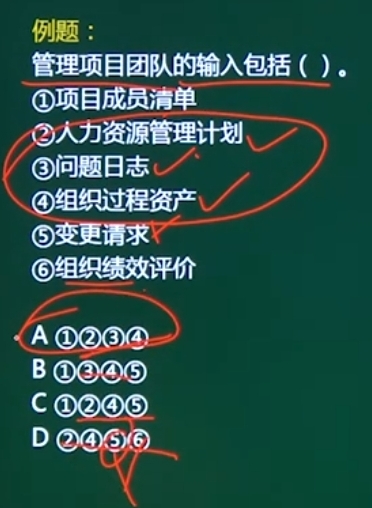 例题：
管理项目团队的输入包括（ ）。
①项目成员清单
②人力资源管理计划
③问题日志
④组织过程资产
⑤变更请求
⑥组织绩效评价
A ①②③④
B ①③④⑤
C ①②④⑤
D ②④⑤⑥